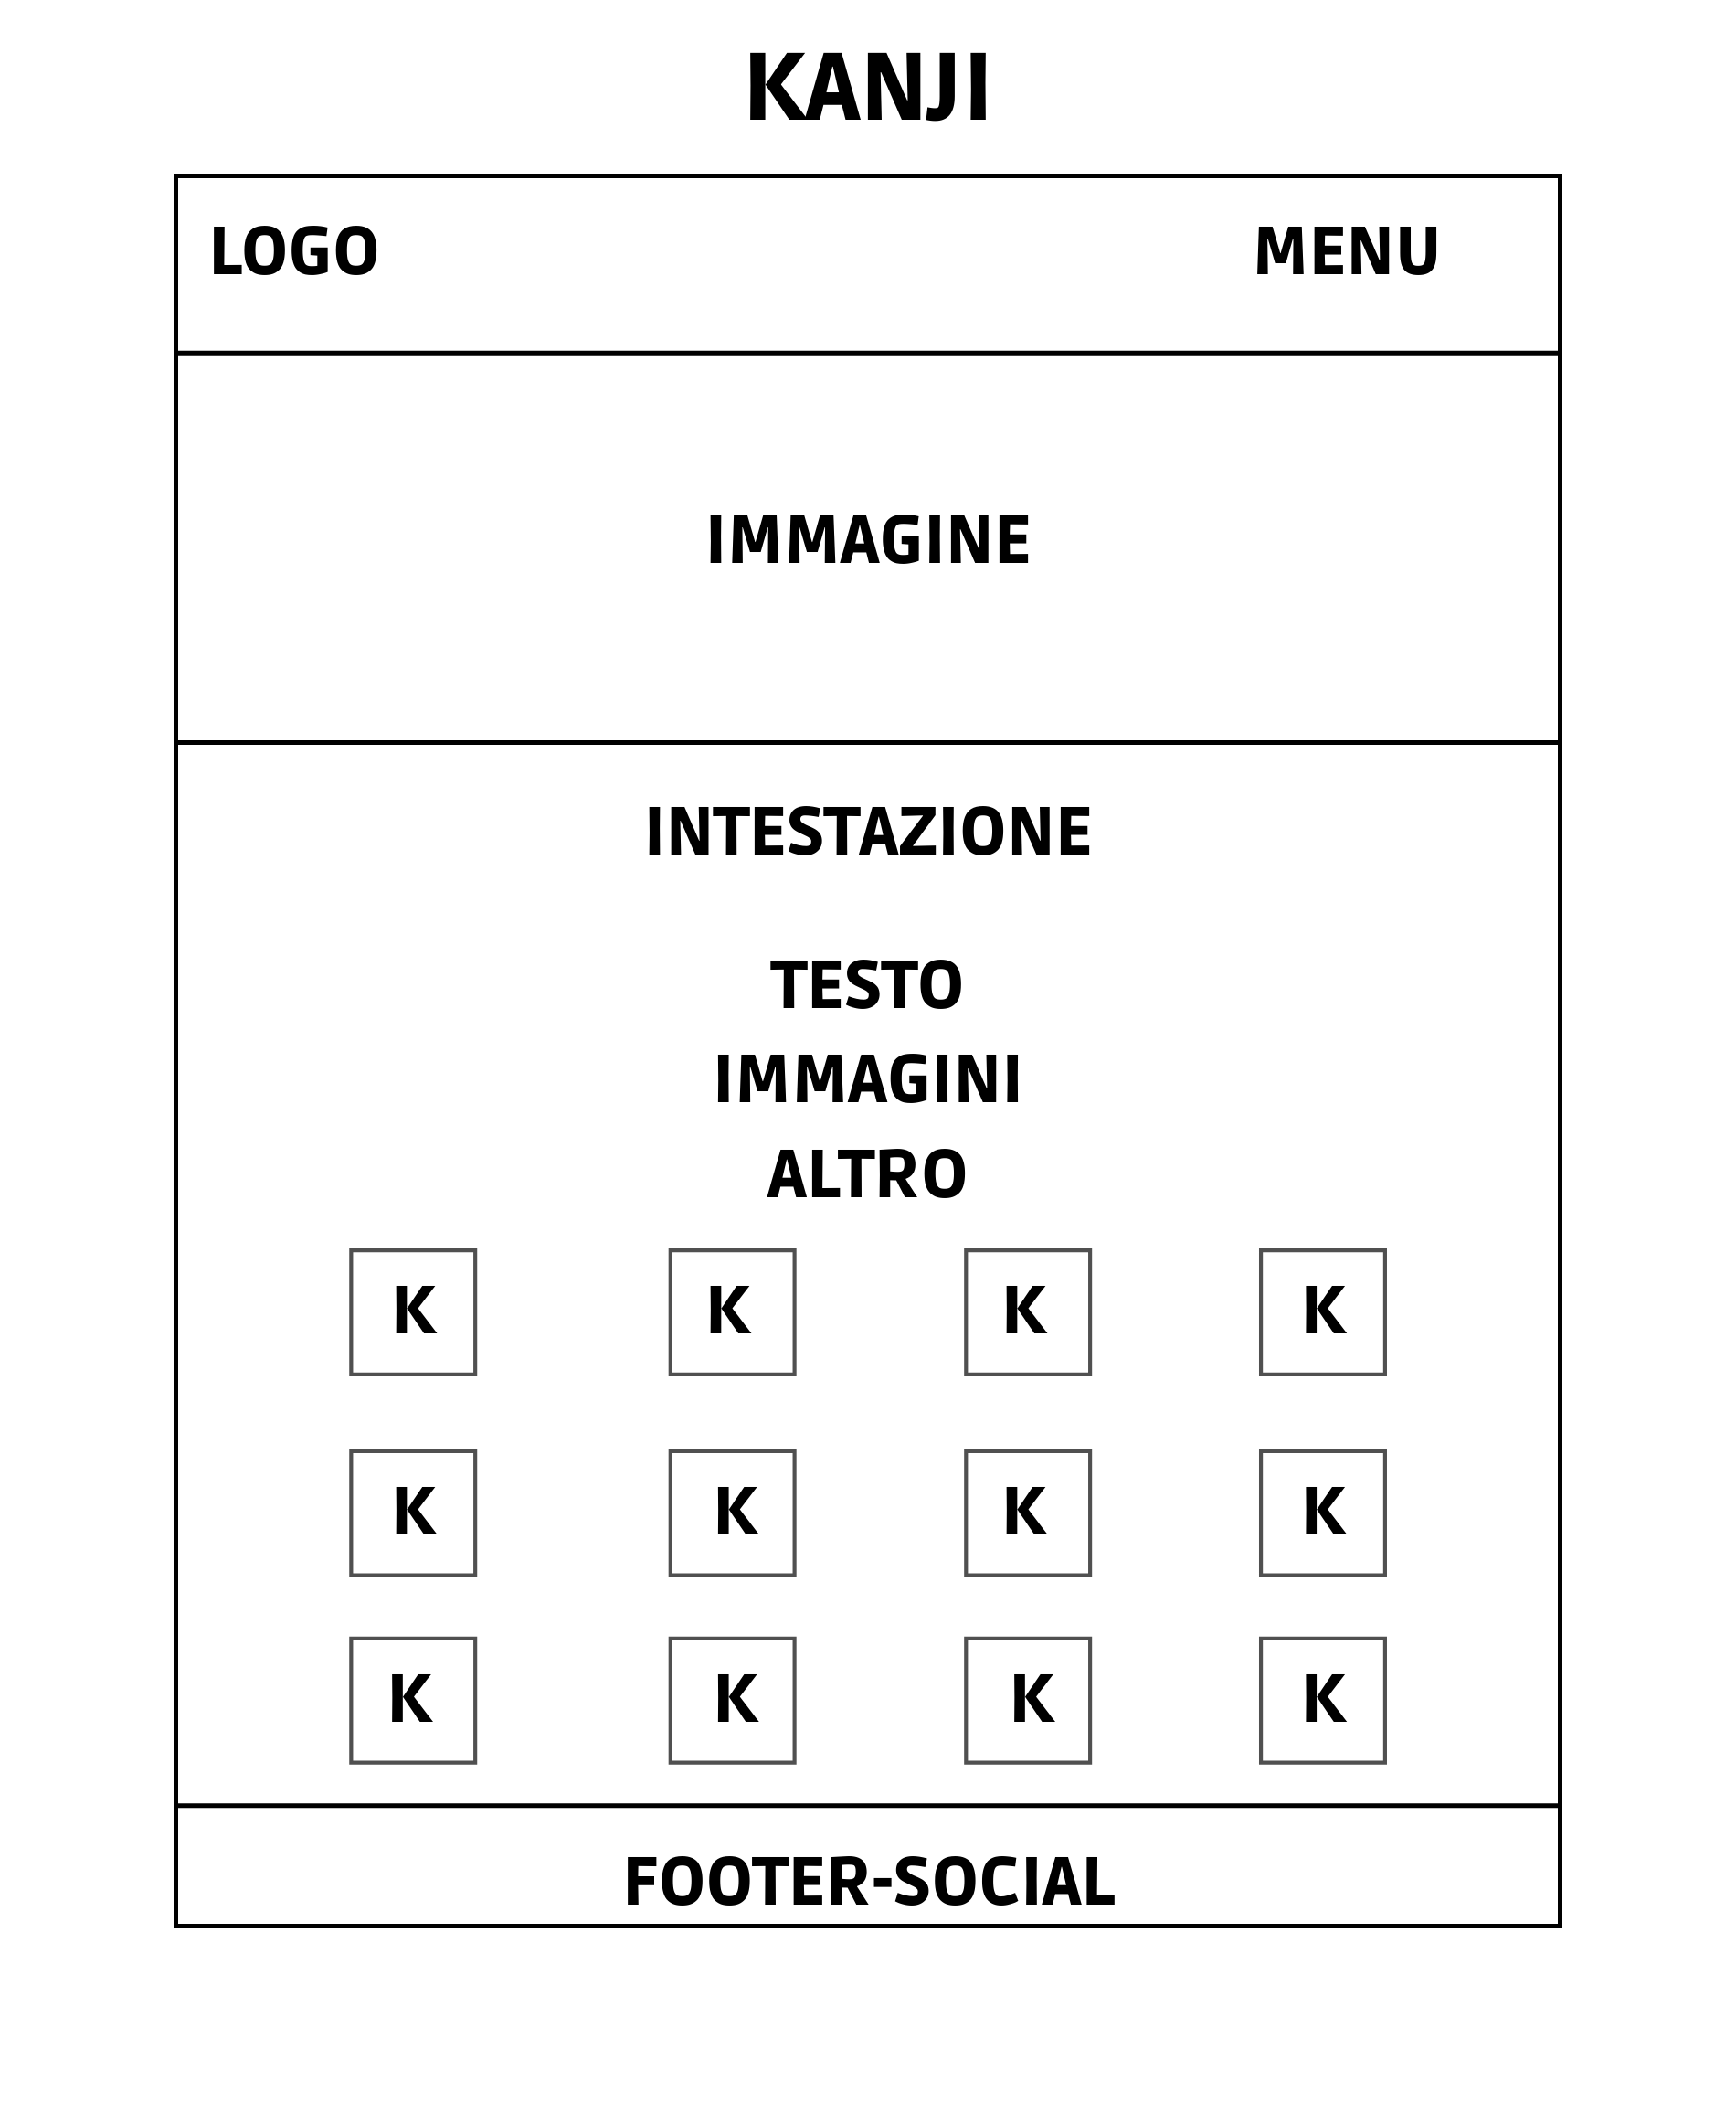 KANJI
LOGO MENU
IMMAGINE
INTESTAZIONE
TESTO
IMMAGINI
ALTRO
K K K K
K K K K
K K K K
FOOTER-SOCIAL